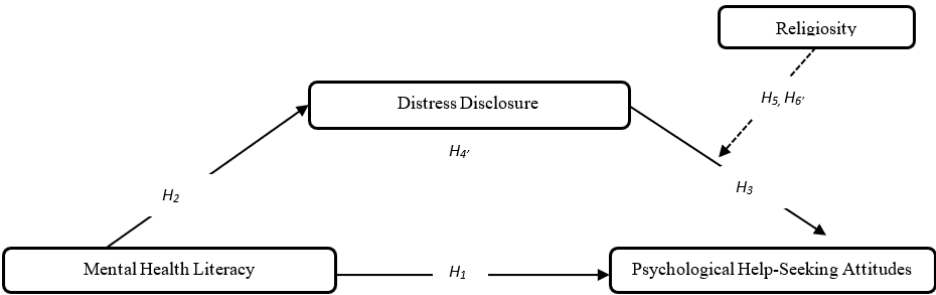 Religiosity
H5, H6'
Distress Disclosure
H4'
H2
H3
Mental Health Literacy
H1
Psychological Help-Seeking Attitudes